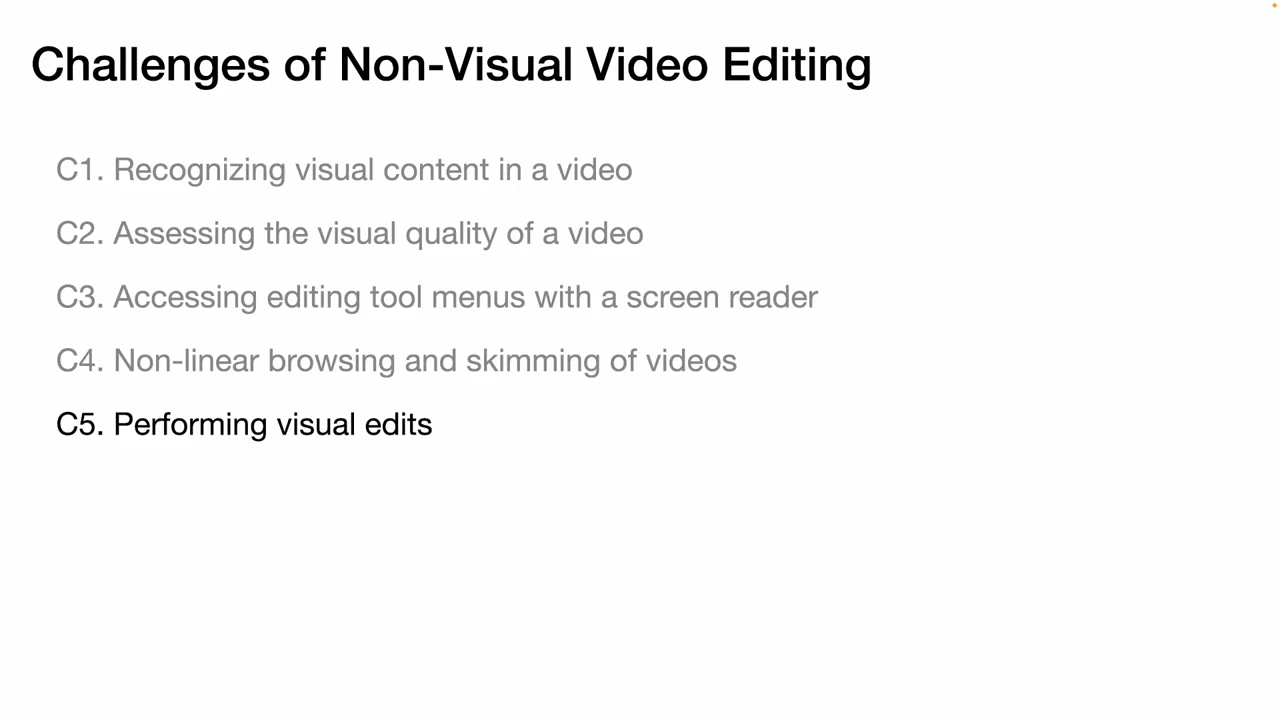 Challenges of Non-Visual Video Editing
C1. Recognizing visual content in a video
C2. Assessing the visual quality of a video
C3. Accessing editing tool menus with a screen reader
C4. Non-linear browsing and skimming of videos
C5. Performing visual edits